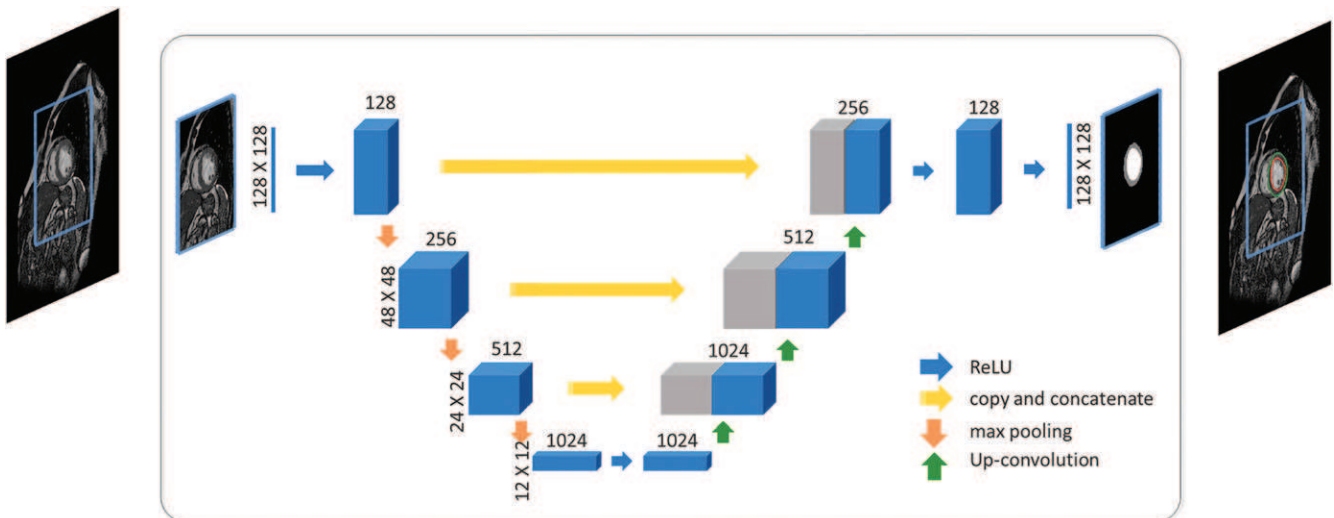 128 X 128
128
256
128
128 X 128
256
48 X 48
512
512
24 X 24
1024
12 X 12
1024
1024
ReLU
copy and concatenate
max pooling
Up-convolution